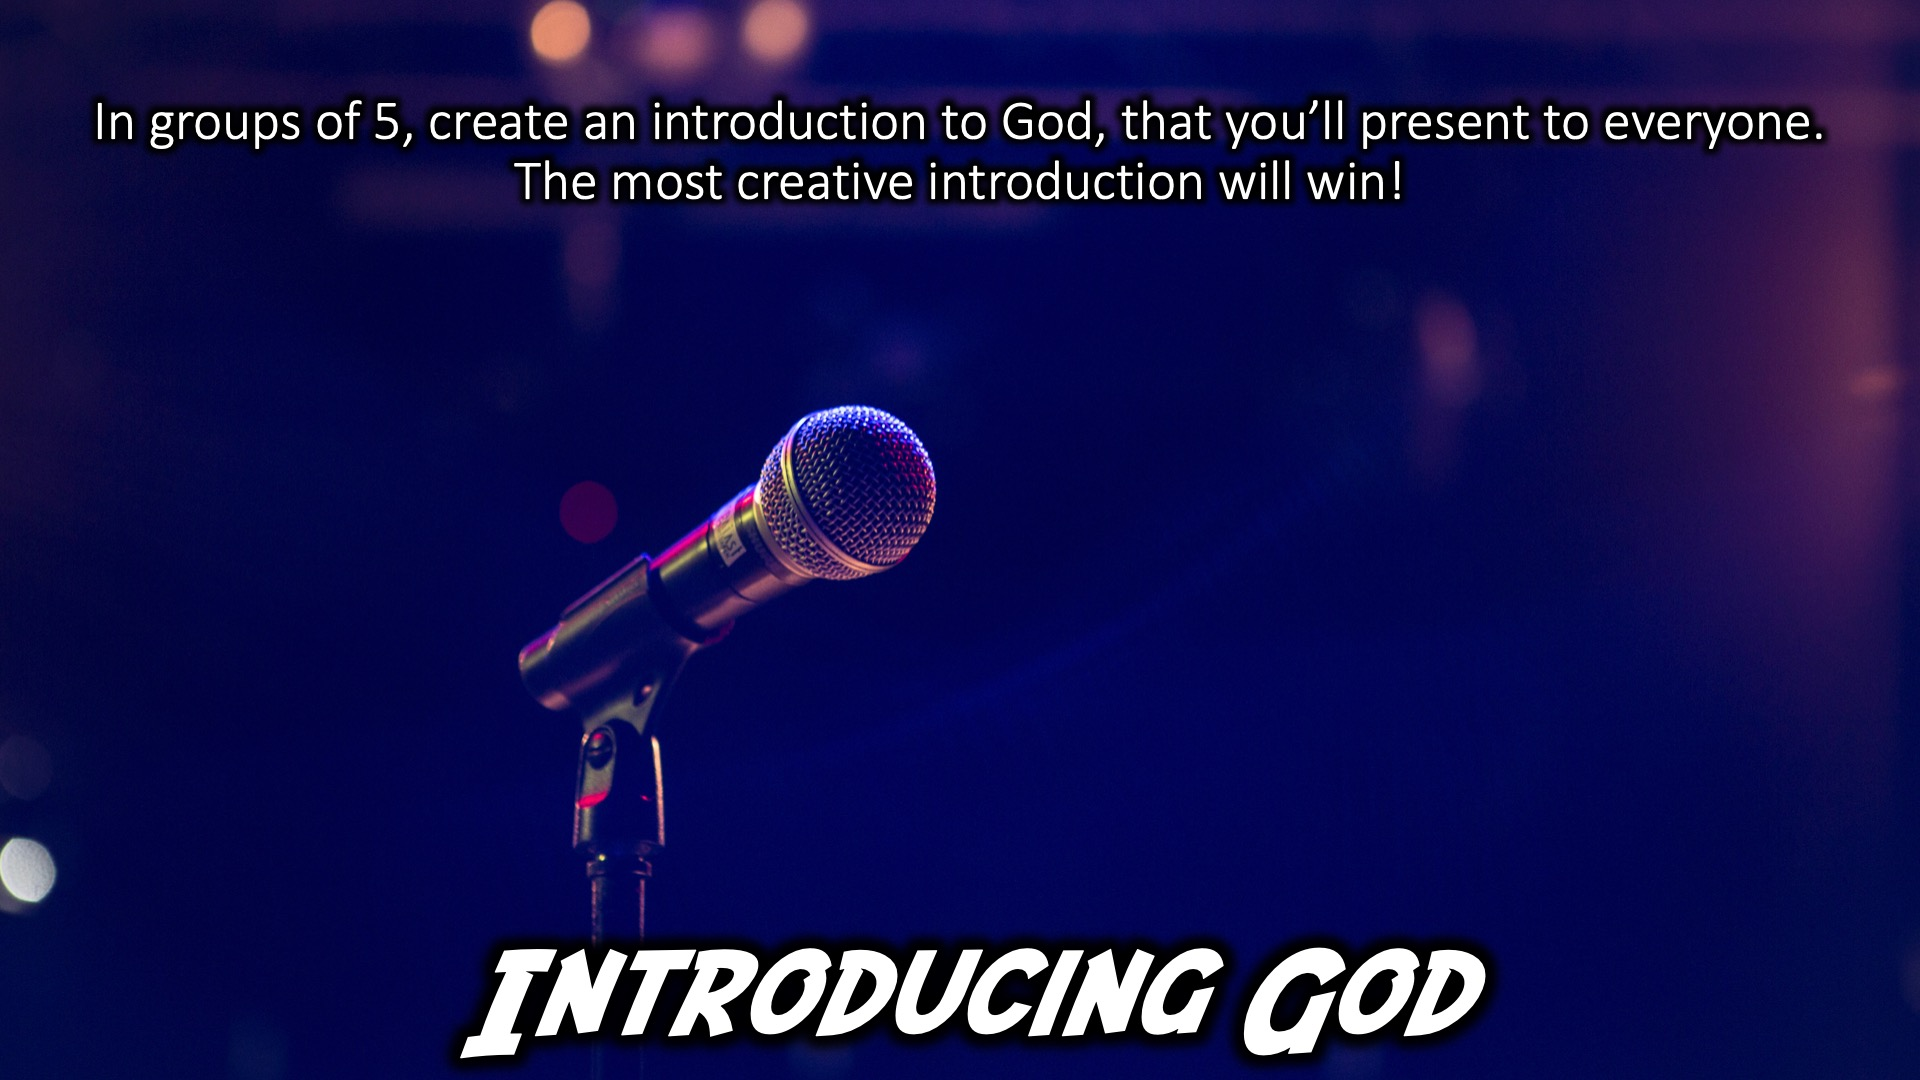 In groups of 5, create an introduction to God, that you’ll present to everyone.
The most creative introduction will win!
Introducing God